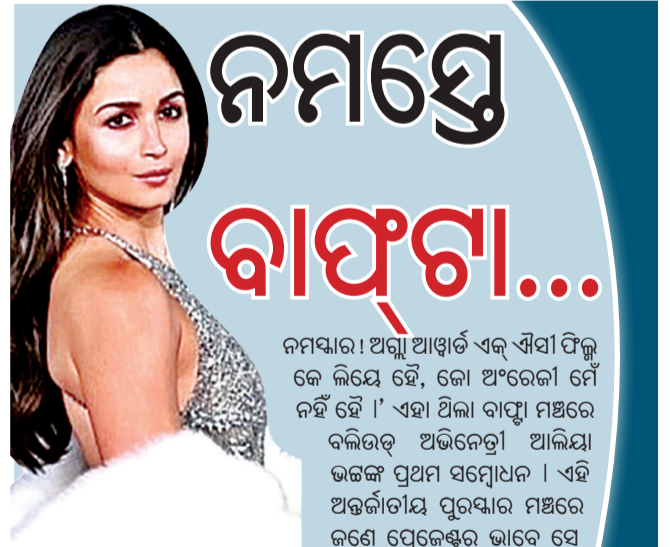 ନମସ୍ତେ
ବାଫ୍‌ଟା...
ନମସ୍କାର! ଅଗ୍ଲା ଆୱାର୍ଡ ଏକ୍ ଐସୀ ଫିଲ୍ମ
କେ ଲିୟେ ହୈ, ଜୋ ଅଂରେଜୀ ମେଁ
ନହିଁ ହୈ ।’ ଏହା ଥିଲା ବାଫ୍ଟା ମଞ୍ଚରେ
ବଲିଉଡ୍ ଅଭିନେତ୍ରୀ ଆଲିୟା
ଭଟ୍ଟଙ୍କ ପ୍ରଥମ ସମ୍ବୋଧନ । ଏହି
ଅନ୍ତର୍ଜାତୀୟ ପୁରସ୍କାର ମଞ୍ଚରେ
ଜଣେ ପ୍ରେଜେଣ୍ଟର ଭାବେ ସେ